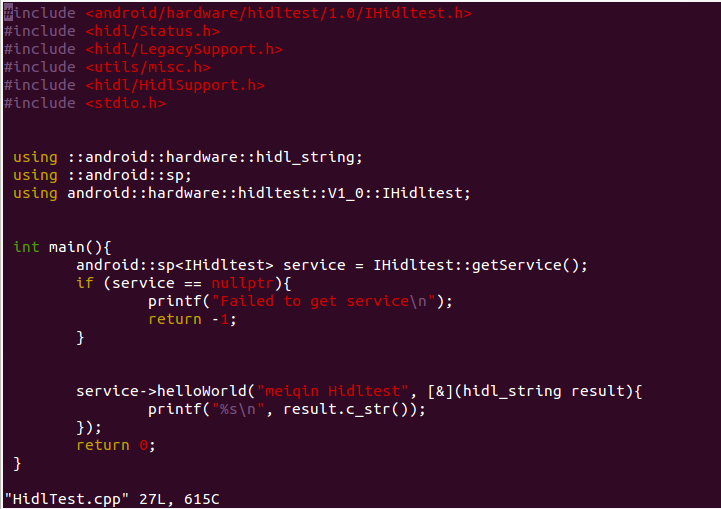 #include <android/hardware/hidltest/1.0/IHidltest.h>
#include <hidl/Status.h>
#include <hidl/LegacySupport.h>
#include <utils/misc.h>
#include <hidl/HidlSupport.h>
#include <stdio.h>
using ::android::hardware::hidl_string;
using ::android::sp;
using android::hardware::hidltest::V1_0::IHidltest;
int main(){
android::sp<IHidltest> service = IHidltest::getService();
if (service == nullptr){
printf("Failed to get service\n");
return -1;
}
service->helloWorld("meiqin Hidltest", [&](hidl_string result){
printf("%s\n", result.c_str());
});
return 0;
}
"HidlTest.cpp" 27L, 615C